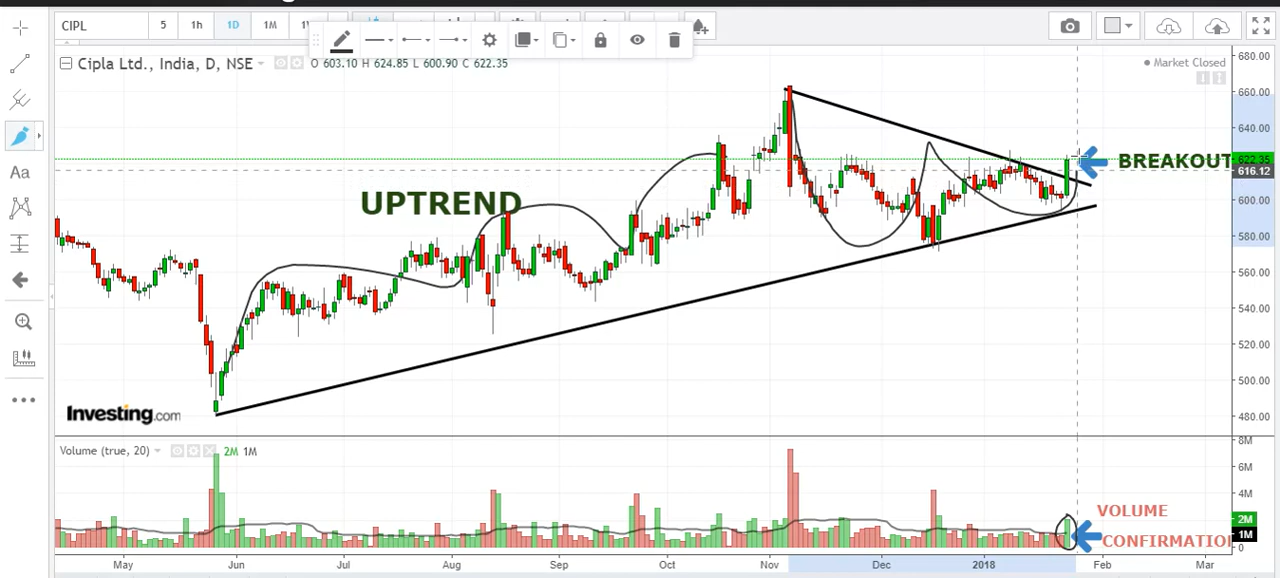 CIPL 5 1h 1D 1M
Cipla Ltd., India, D, NSE O 603.10 H 624.85 L 600.90 C 622.35
Market Closed
680.00
660.00
640.00
622.35
616.12
600.00
580.00
560.00
540.00
520.00
500.00
480.00
BREAKOUT
UPTREND
Aa
Investing.com
Volume (true, 20) 2M 1M
8M
6M
4M
2M
1M
0
VOLUME
CONFIRMATIO
May Jun Jul Aug Sep Oct Nov Dec 2018 Feb Mar